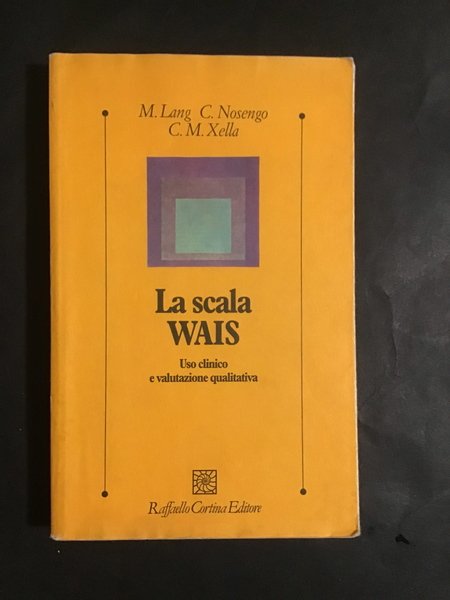 M. Lang C. Nosengo
C. M. Xella
La scala
WAIS
Uso clinico
e valutazione qualitativa
Raffaello Cortina Editore